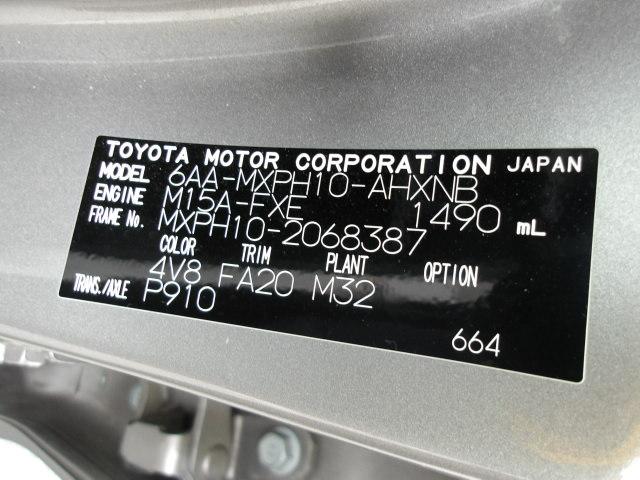 TOYOTA MOTOR CORPORATION JAPAN
MODEL 6AA-MXPH10-AHXNB
ENGINE M15A-FXE 1490 mL
FRAME No. MXPH10-2068387
COLOR TRIM PLANT OPTION
4V8 FA20 M32
TRANS./AXLE P910
664